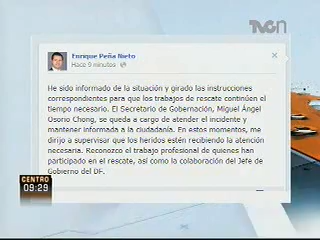 TVCn
Enrique Peña Nieto
Hace 9 minutos
He sido informado de la situación y girado las instrucciones
correspondientes para que los trabajos de rescate continúen el
tiempo necesario. El Secretario de Gobernación, Miguel Ángel
Osorio Chong, se queda a cargo de atender el incidente y
mantener informada a la ciudadanía. En estos momentos, me
dirijo a supervisar que los heridos estén recibiendo la atención
necesaria. Reconozco el trabajo profesional de quienes han
participado en el rescate, así como la colaboración del Jefe de
Gobierno del DF.
CENTRO
09:29